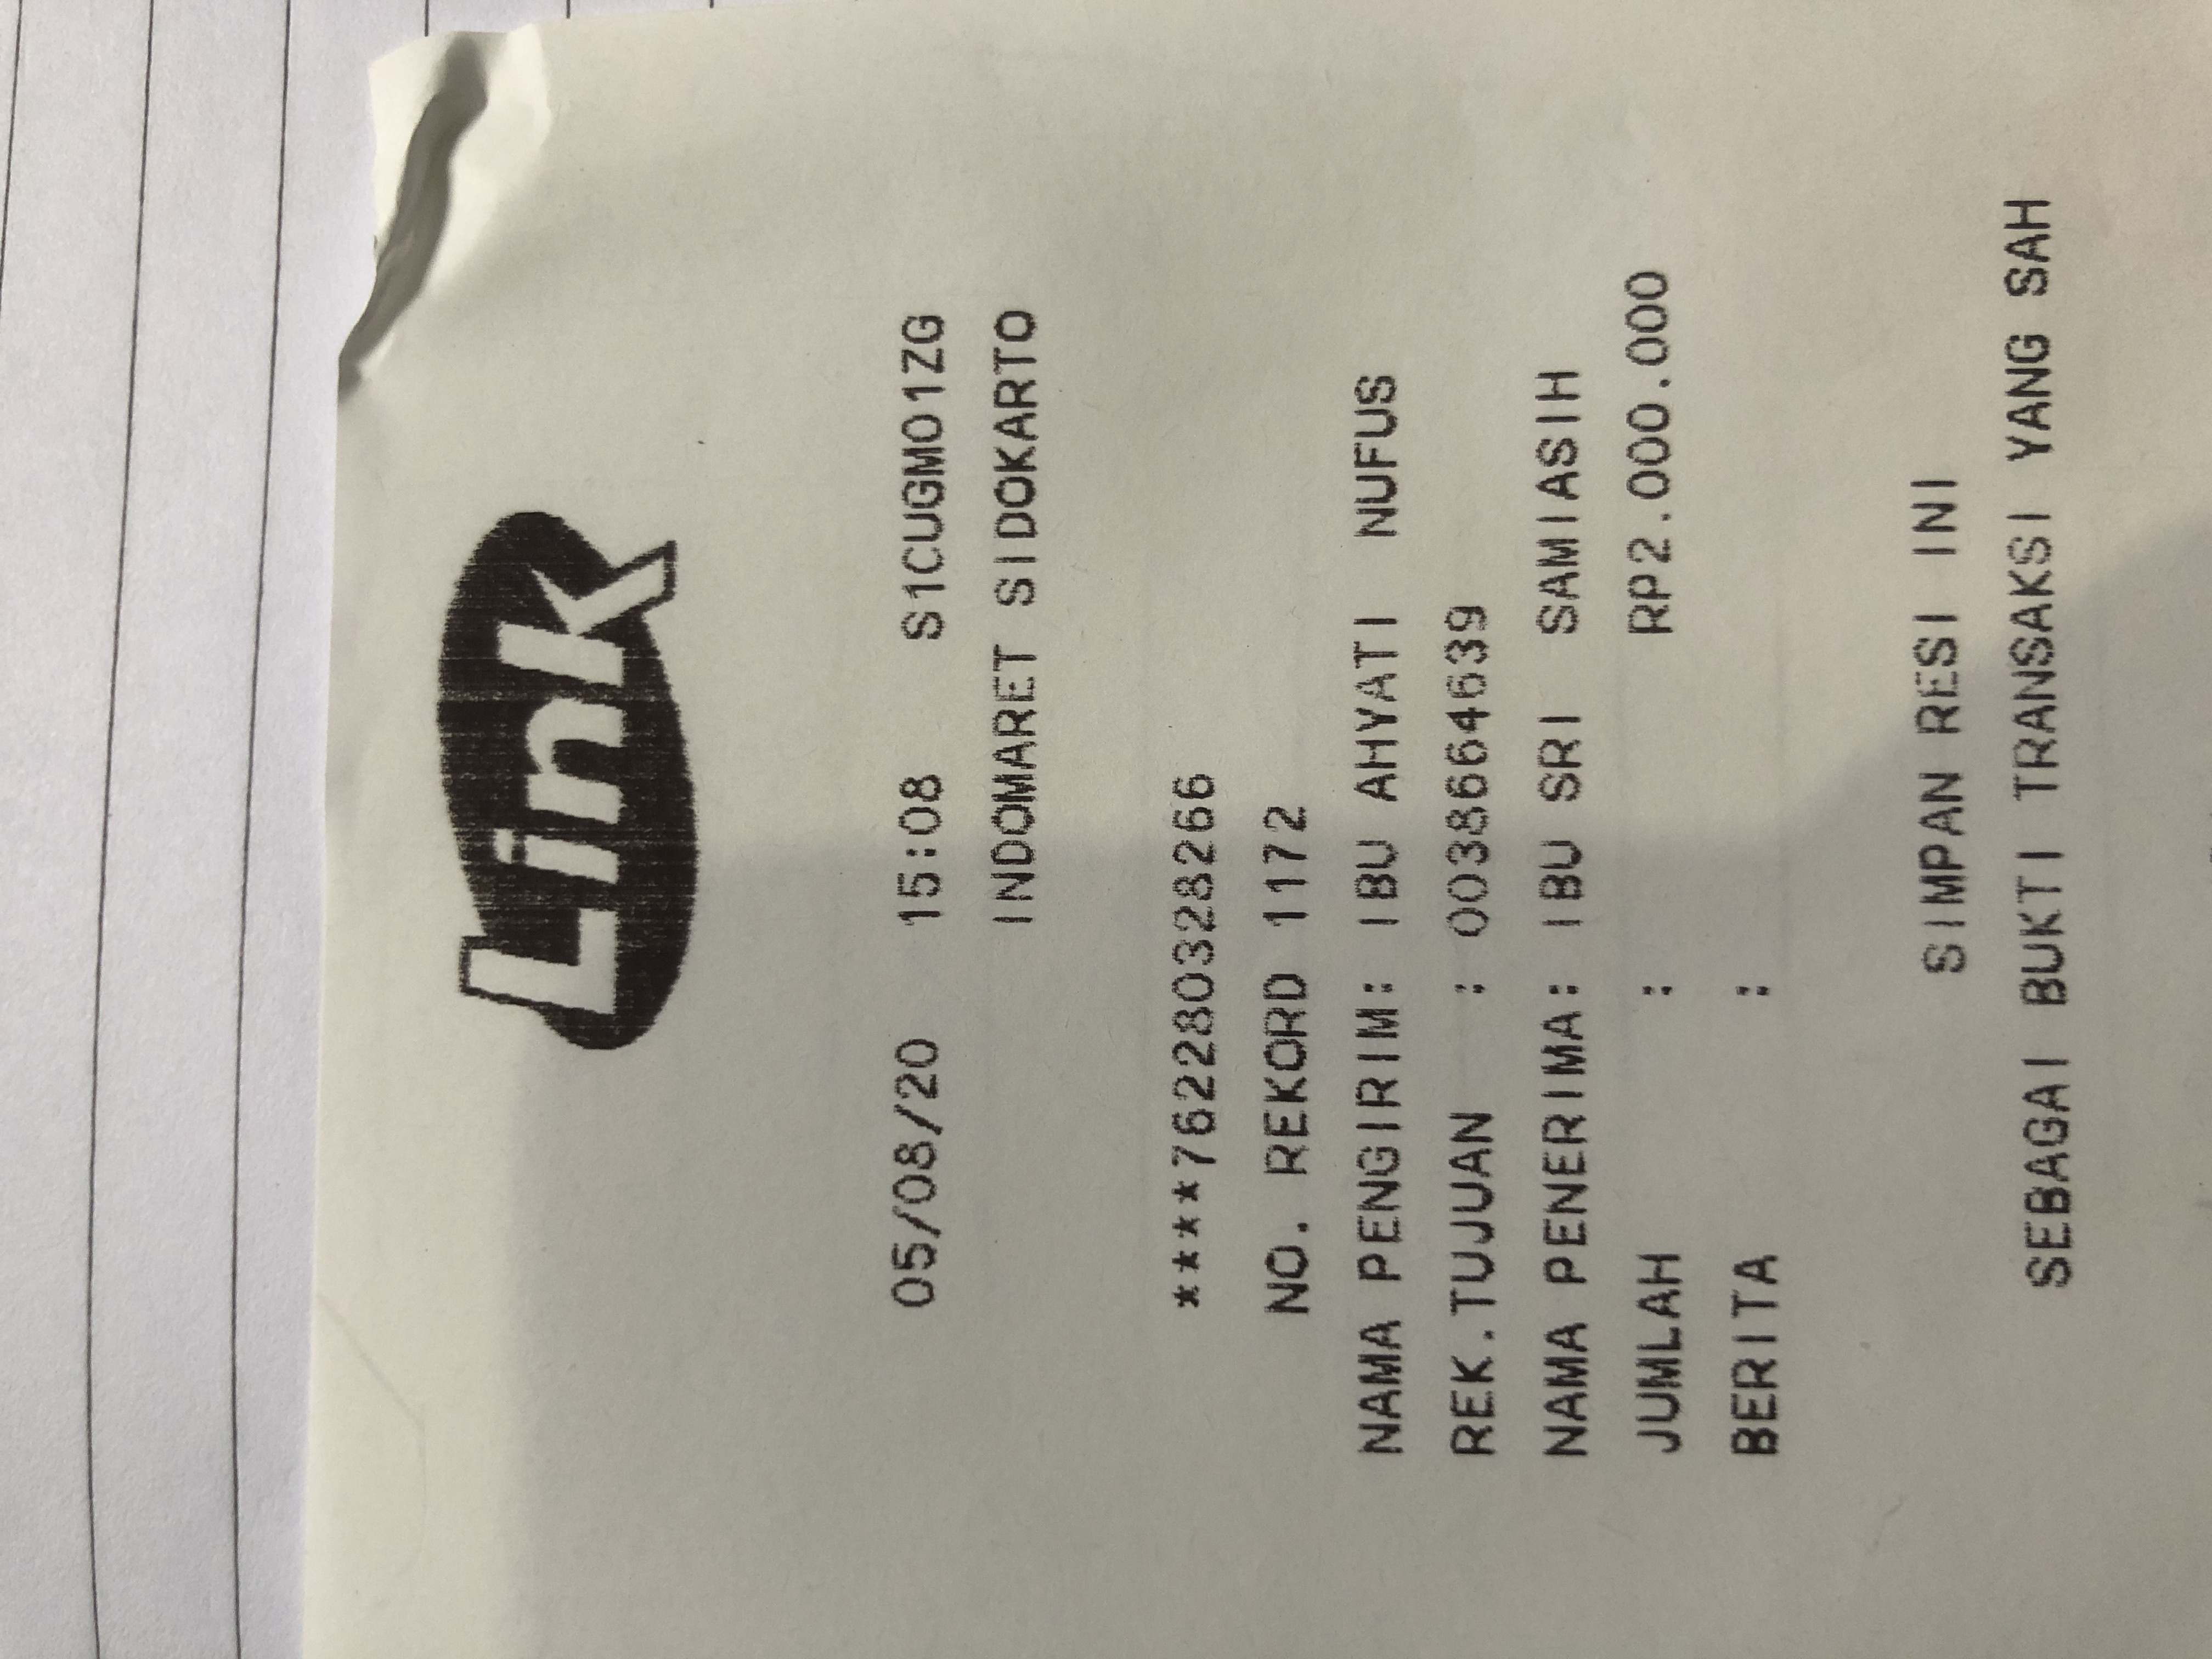 Link
05/08/20 15:08 S1CUGM01ZG
INDOMARET SIDOKARTO
****762280328266
NO. REKORD 1172
NAMA PENGIRIM: IBU AHYATI NUFUS
REK.TUJUAN : 0038664639
NAMA PENERIMA: IBU SRI SAMIASIH
JUMLAH : RP2.000.000
BERITA :
SIMPAN RESI INI
SEBAGAI BUKTI TRANSAKSI YANG SAH